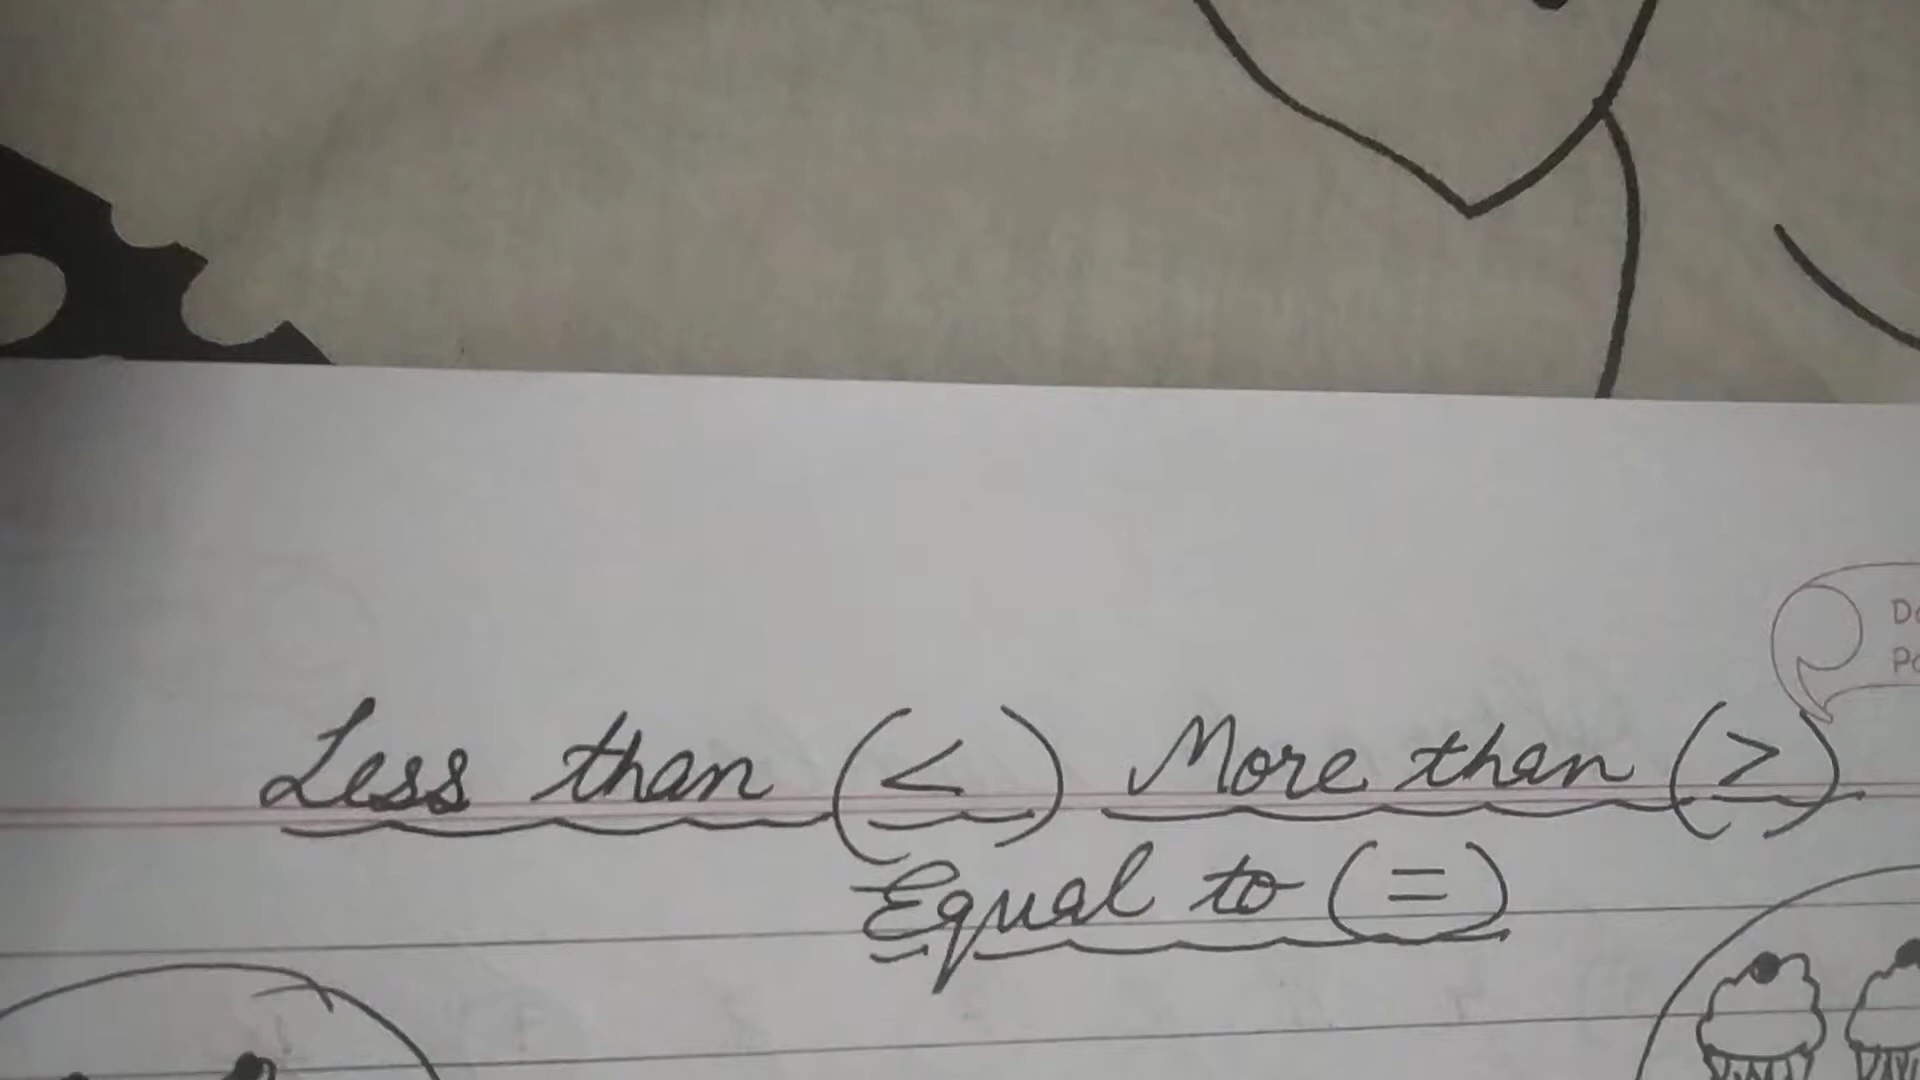 Less than (<) More than (>)
Equal to (=)